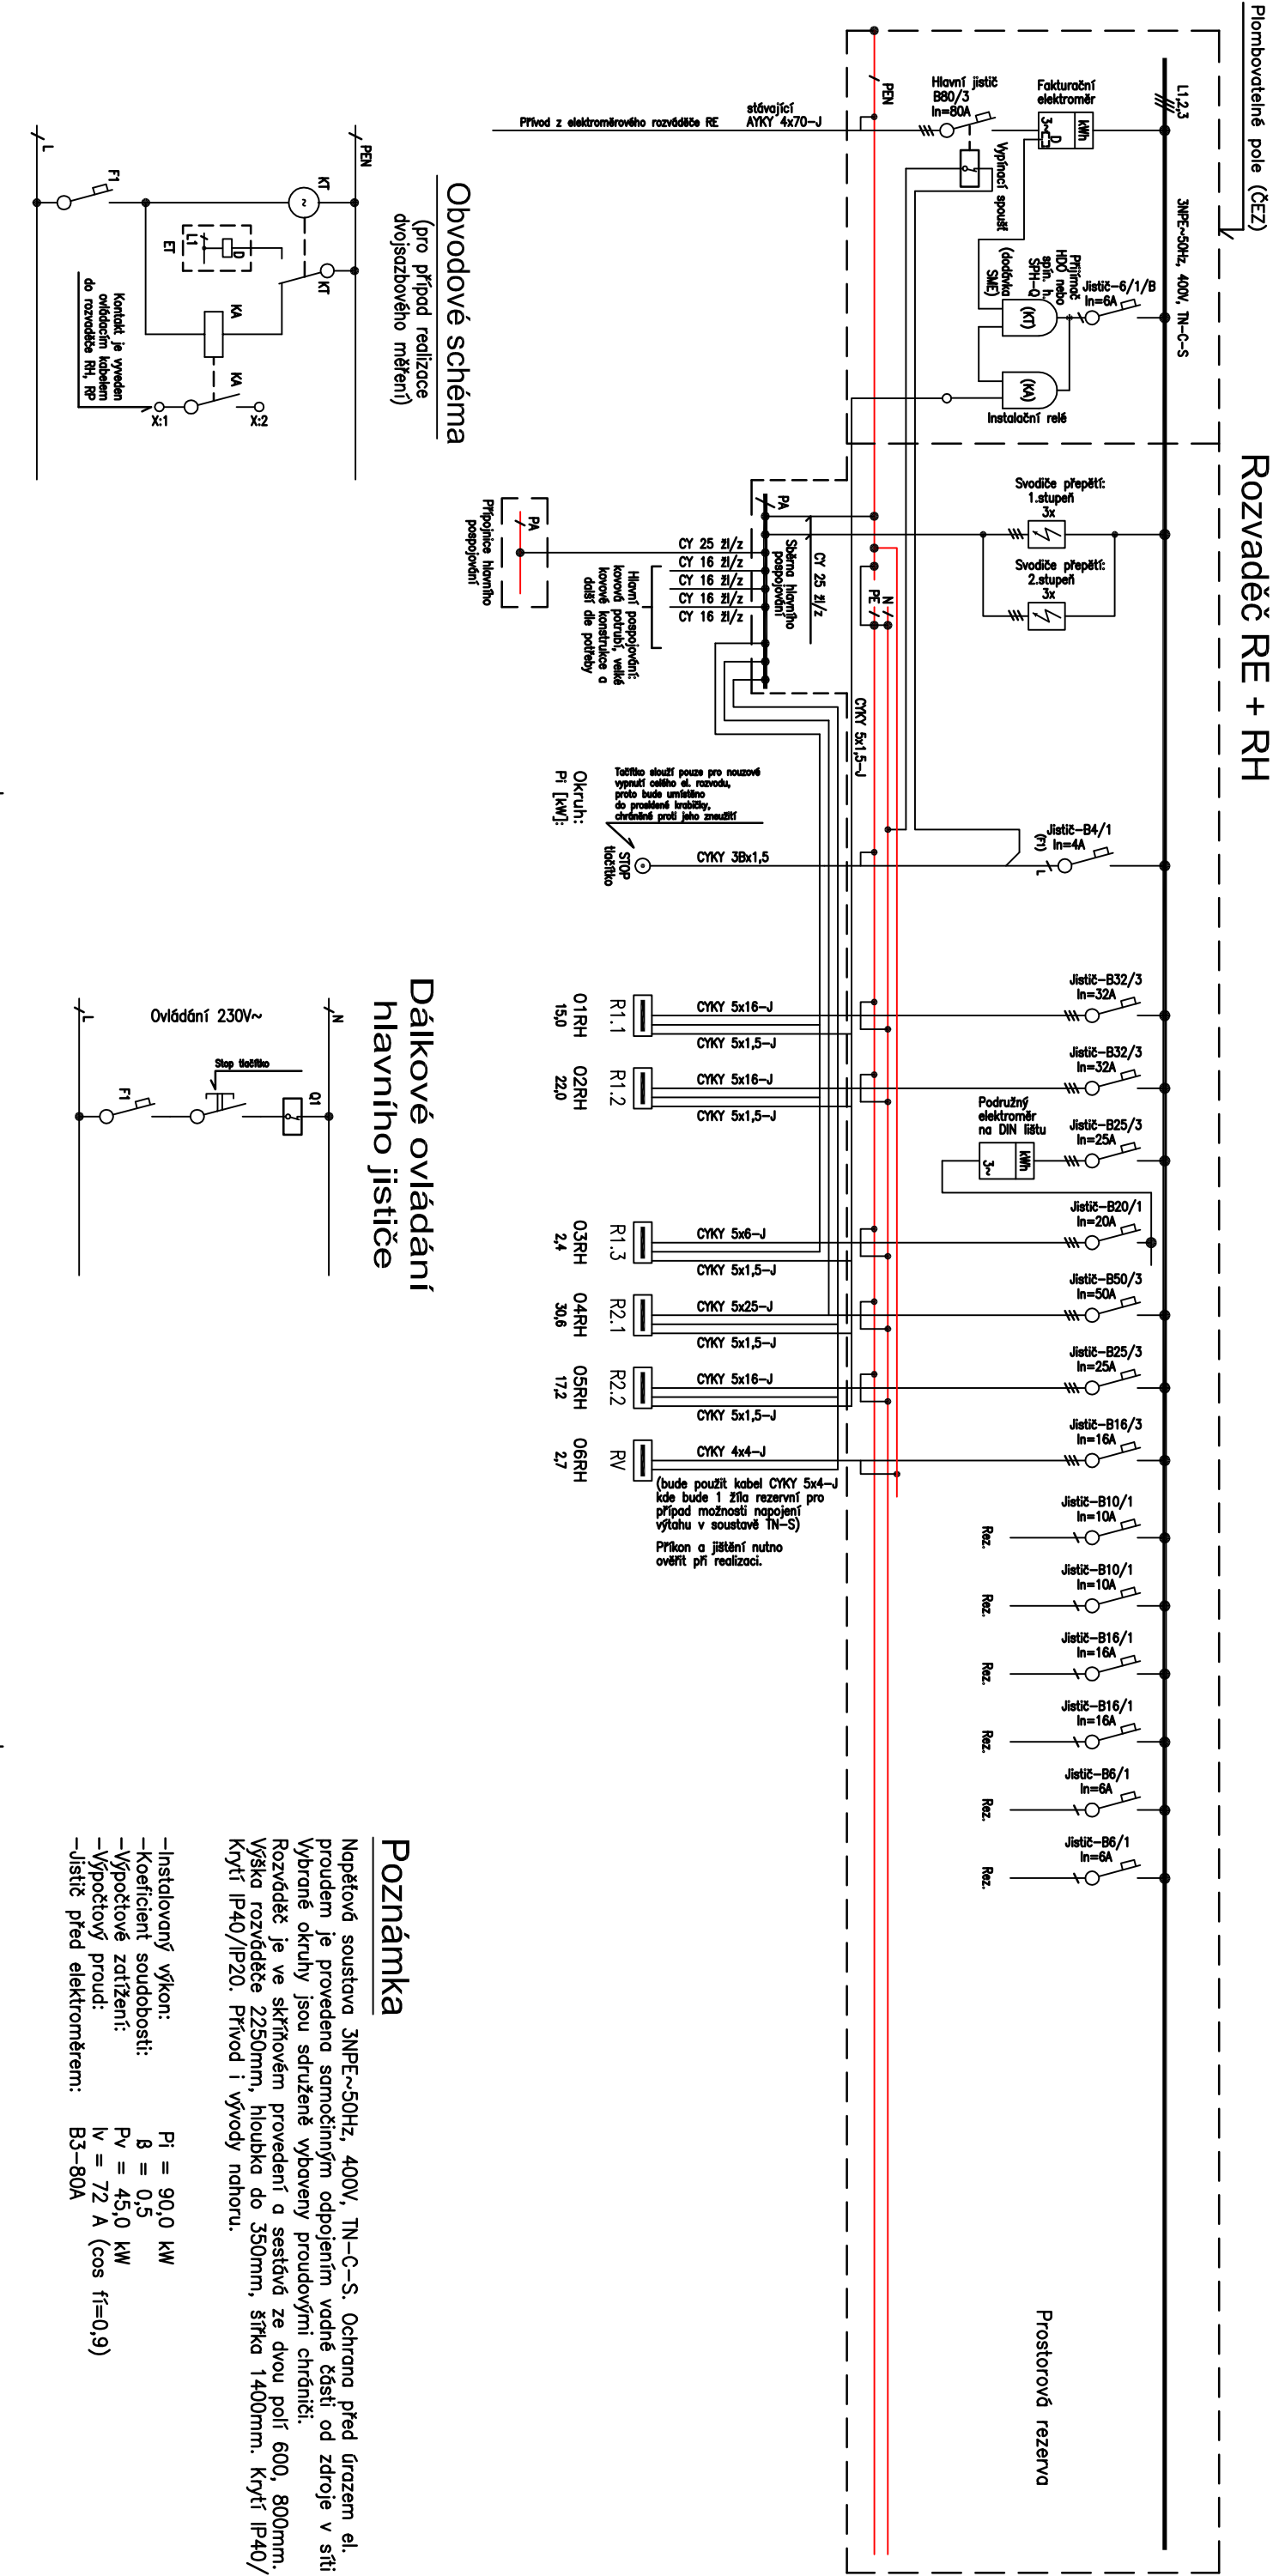 Plombovatelné pole (ČEZ)
Rozvaděč RE + RH
L1,2,3
3NPE~50Hz, 400V, TN-C-S
PEN
Hlavní jistič
B80/3
In=80A
Fakturační
elektroměr
kWh
3~
D
Vypínací spoušť
stávající
AYKY 4x70-J
Přívod z elektroměrového rozváděče RE
Přijímač
HDO nebo
spín. h.
SPH-Q
(dodávka
SME)
Jistič-6/1/B
In=6A
(KT)
(KA)
Instalační relé
Svodiče přepětí:
1.stupeň
3x
Svodiče přepětí:
2.stupeň
3x
PE
N
PA
CY 25 žl/z
Sběrna hlavního
pospojování
CY 25 žl/z
CY 16 žl/z
CY 16 žl/z
CY 16 žl/z
CY 16 žl/z
Hlavní pospojování:
kovová potrubí, velké
kovové konstrukce a
další dle potřeby
PA
Přípojnice hlavního
pospojování
CYKY 5x1,5-J
Tlačítko slouží pouze pro nouzové
vypnutí celého el. rozvodu,
proto bude umístěno
do prosklené krabičky,
chráněné proti jeho zneužití
STOP
tlačítko
CYKY 3Bx1,5
Jistič-B4/1
In=4A
(F1)
L
Okruh:
Pi [kW]:
Jistič-B32/3
In=32A
CYKY 5x16-J
CYKY 5x1,5-J
R1.1
01RH
15,0
Jistič-B32/3
In=32A
CYKY 5x16-J
CYKY 5x1,5-J
R1.2
02RH
22,0
Jistič-B25/3
In=25A
Podružný
elektroměr
na DIN lištu
kWh
3~
Jistič-B20/1
In=20A
CYKY 5x6-J
CYKY 5x1,5-J
R1.3
03RH
2,4
Jistič-B50/3
In=50A
CYKY 5x25-J
CYKY 5x1,5-J
R2.1
04RH
30,6
Jistič-B25/3
In=25A
CYKY 5x16-J
CYKY 5x1,5-J
R2.2
05RH
17,2
Jistič-B16/3
In=16A
CYKY 4x4-J
RV
06RH
2,7
(bude použit kabel CYKY 5x4-J
kde bude 1 žíla rezervní pro
případ možnosti napojení
výtahu v soustavě TN-S)
Příkon a jištění nutno
ověřit při realizaci.
Jistič-B10/1
In=10A
Rez.
Jistič-B10/1
In=10A
Rez.
Jistič-B16/1
In=16A
Rez.
Jistič-B16/1
In=16A
Rez.
Jistič-B6/1
In=6A
Rez.
Jistič-B6/1
In=6A
Rez.
Prostorová rezerva
Obvodové schéma
(pro případ realizace
dvojsazbového měření)
PEN
L
F1
KT
KT
L1
D
ET
KA
KA
X:1
X:2
Kontakt je vyveden
ovládacím kabelem
do rozvaděče RH, RP
Dálkové ovládání
hlavního jističe
N
L
Ovládání 230V~
Stop tlačítko
F1
Q1
Poznámka
Napěťová soustava 3NPE~50Hz, 400V, TN-C-S. Ochrana před úrazem el.
proudem je provedena samočinným odpojením vadné části od zdroje v síti
Vybrané okruhy jsou sdruženě vybaveny proudovými chrániči.
Rozváděč je ve skříňovém provedení a sestává ze dvou polí 600, 800mm.
Výška rozváděče 2250mm, hloubka do 350mm, šířka 1400mm. Krytí IP40/
Krytí IP40/IP20. Přívod i vývody nahoru.
-Instalovaný výkon: Pi = 90,0 kW
-Koeficient soudobosti: β = 0,5
-Výpočtové zatížení: Pv = 45,0 kW
-Výpočtový proud: Iv = 72 A (cos fí=0,9)
-Jistič před elektroměrem: B3-80A